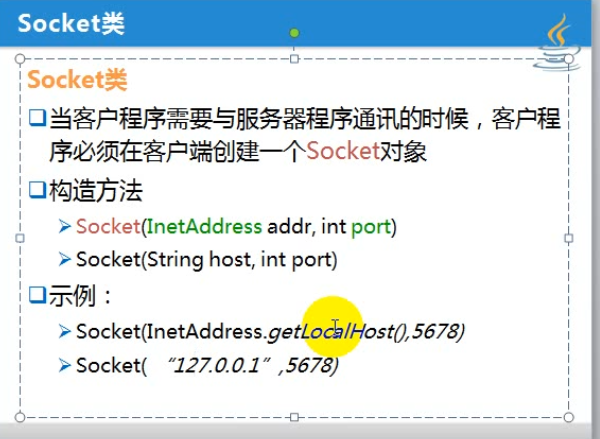 Socket类
Socket类
当客户程序需要与服务器程序通讯的时候，客户程
序必须在客户端创建一个Socket对象
构造方法
Socket(InetAddress addr, int port)
Socket(String host, int port)
示例：
Socket(InetAddress.getLocalHost(),5678)
Socket( “127.0.0.1”,5678)